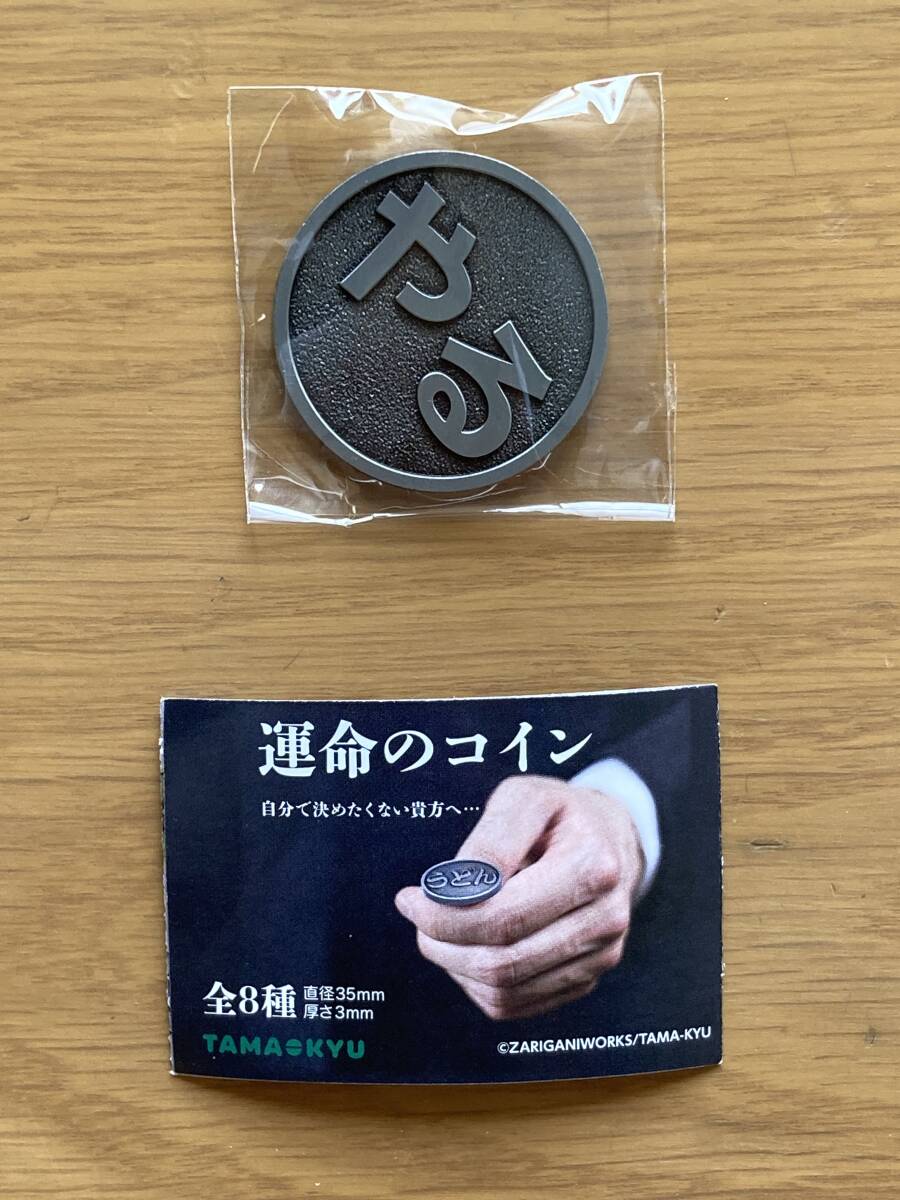 やる
運命のコイン
自分で決めたくない貴方へ…
うどん
全8種 直径35mm
厚さ3mm
TAMA-KYU
©ZARIGANIWORKS/TAMA-KYU